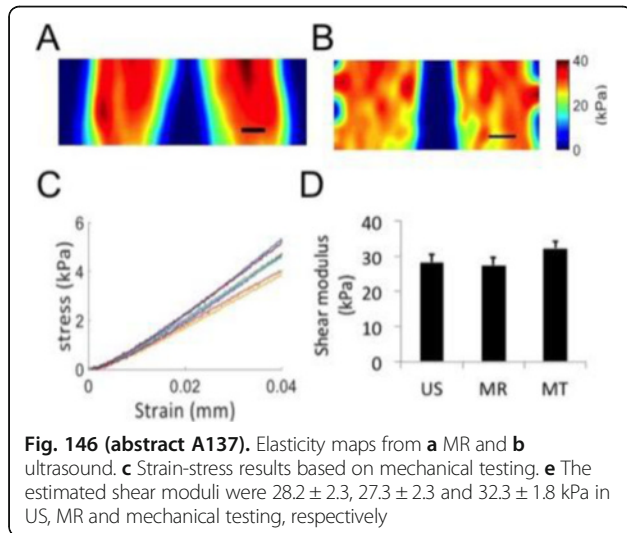 A
B
40
20
0
(kPa)
C
D
6
4
2
0
stress (kPa)
0
0.02
0.04
Strain (mm)
40
30
20
10
0
Shear modulus
(kPa)
US
MR
MT
Fig. 146 (abstract A137). Elasticity maps from a MR and b
ultrasound. c Strain-stress results based on mechanical testing. e The
estimated shear moduli were 28.2 ± 2.3, 27.3 ± 2.3 and 32.3 ± 1.8 kPa in
US, MR and mechanical testing, respectively